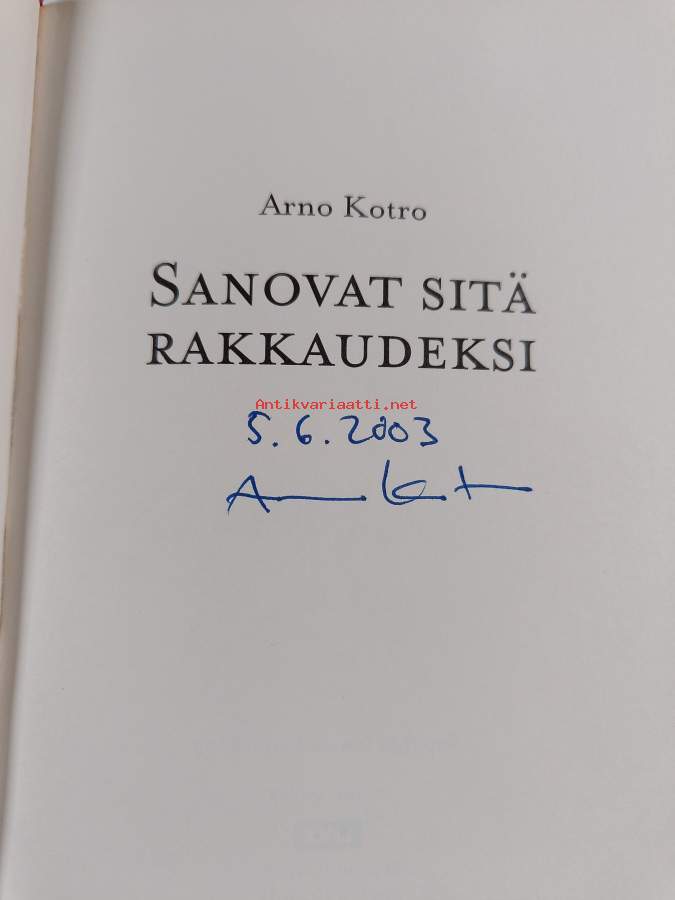 Arno Kotro
SANOVAT SITÄ
RAKKAUDEKSI
Antikvariaatti.net
5.6.2003